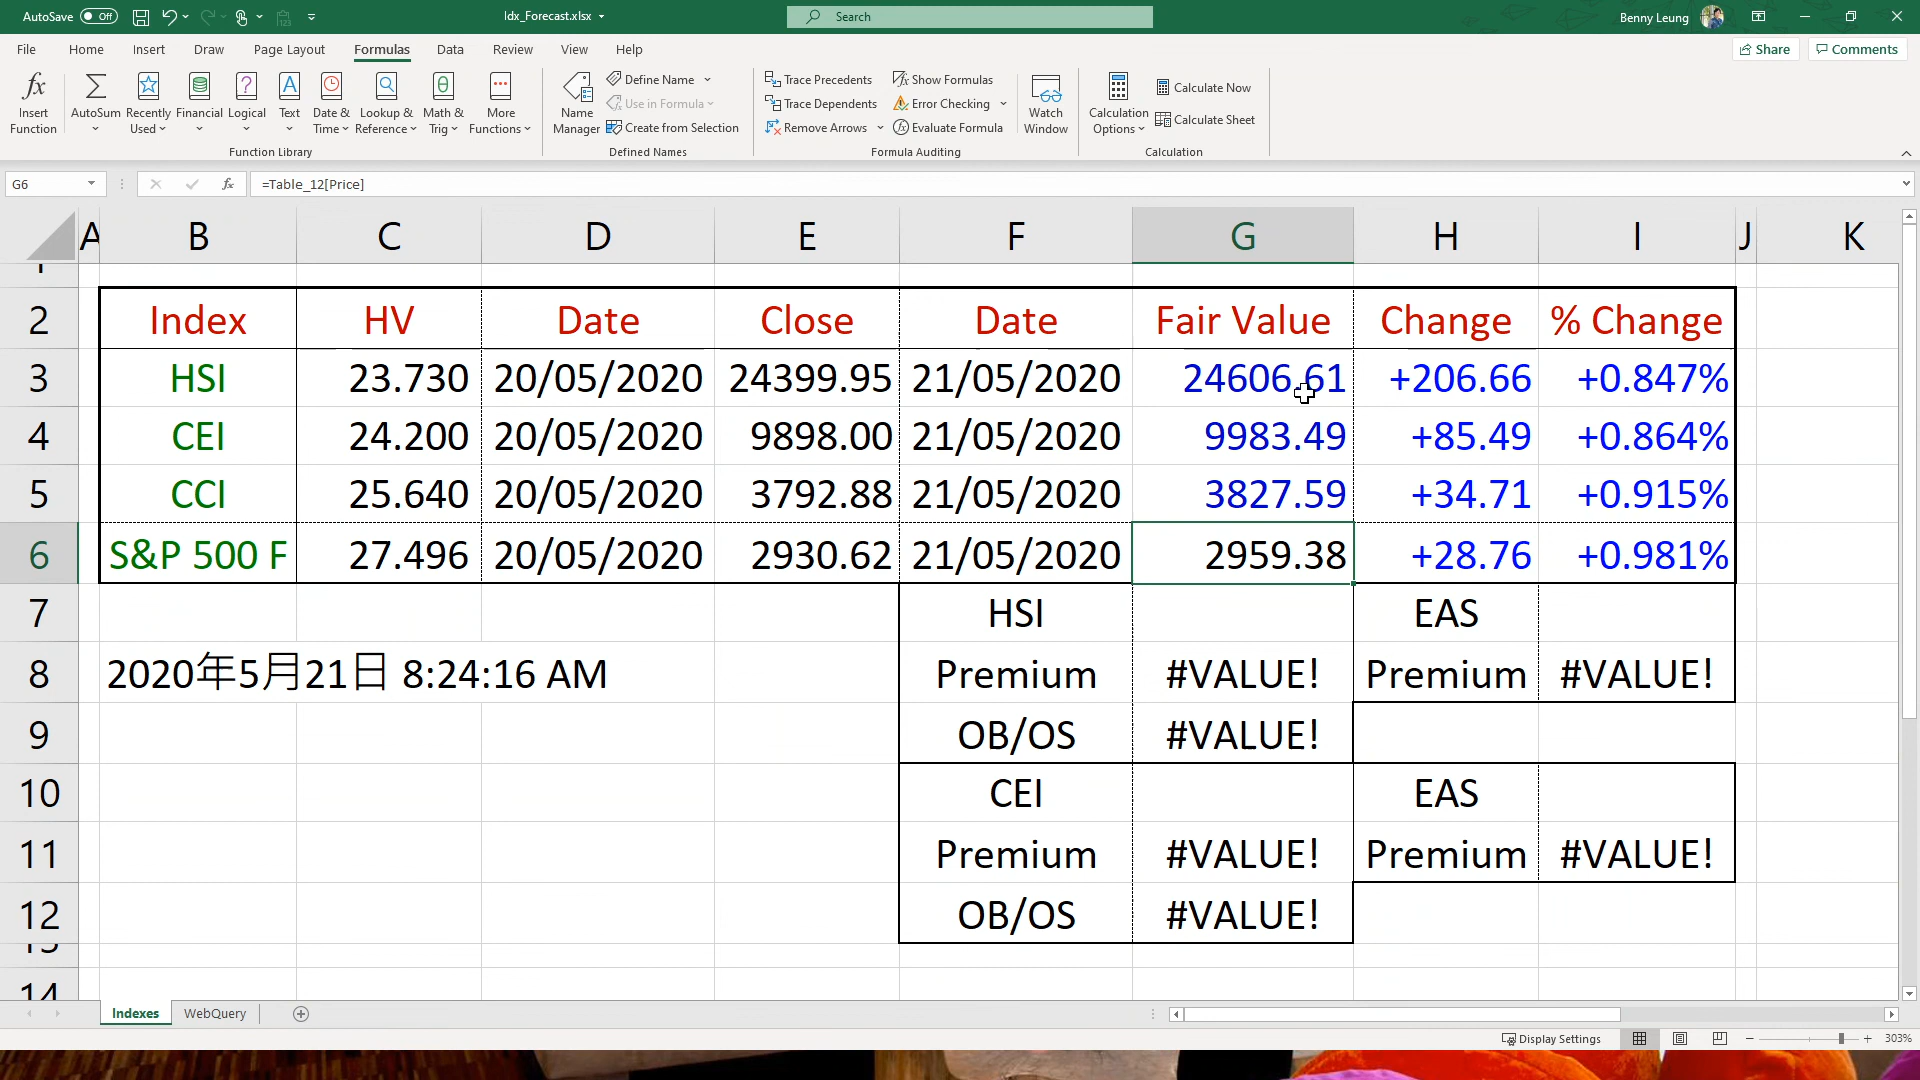 AutoSave Off Idx_Forecast.xlsx Search Benny Leung
File Home Insert Draw Page Layout Formulas Data Review View Help Share Comments
Insert Function AutoSum Recently Used Financial Logical Text Date & Time Lookup & Reference Math & Trig More Functions
Function Library
Name Manager Define Name Use in Formula Create from Selection
Defined Names
Trace Precedents Trace Dependents Remove Arrows Show Formulas Error Checking Evaluate Formula Watch Window
Formula Auditing
Calculation Options Calculate Now Calculate Sheet
Calculation
G6 fx =Table_12[Price]
A B C D E F G H I J K
2 Index HV Date Close Date Fair Value Change % Change
3 HSI 23.730 20/05/2020 24399.95 21/05/2020 24606.61 +206.66 +0.847%
4 CEI 24.200 20/05/2020 9898.00 21/05/2020 9983.49 +85.49 +0.864%
5 CCI 25.640 20/05/2020 3792.88 21/05/2020 3827.59 +34.71 +0.915%
6 S&P 500 F 27.496 20/05/2020 2930.62 21/05/2020 2959.38 +28.76 +0.981%
7 HSI EAS
8 2020年5月21日 8:24:16 AM Premium #VALUE! Premium #VALUE!
9 OB/OS #VALUE!
10 CEI EAS
11 Premium #VALUE! Premium #VALUE!
12 OB/OS #VALUE!
13
14
Indexes WebQuery
Display Settings 303%